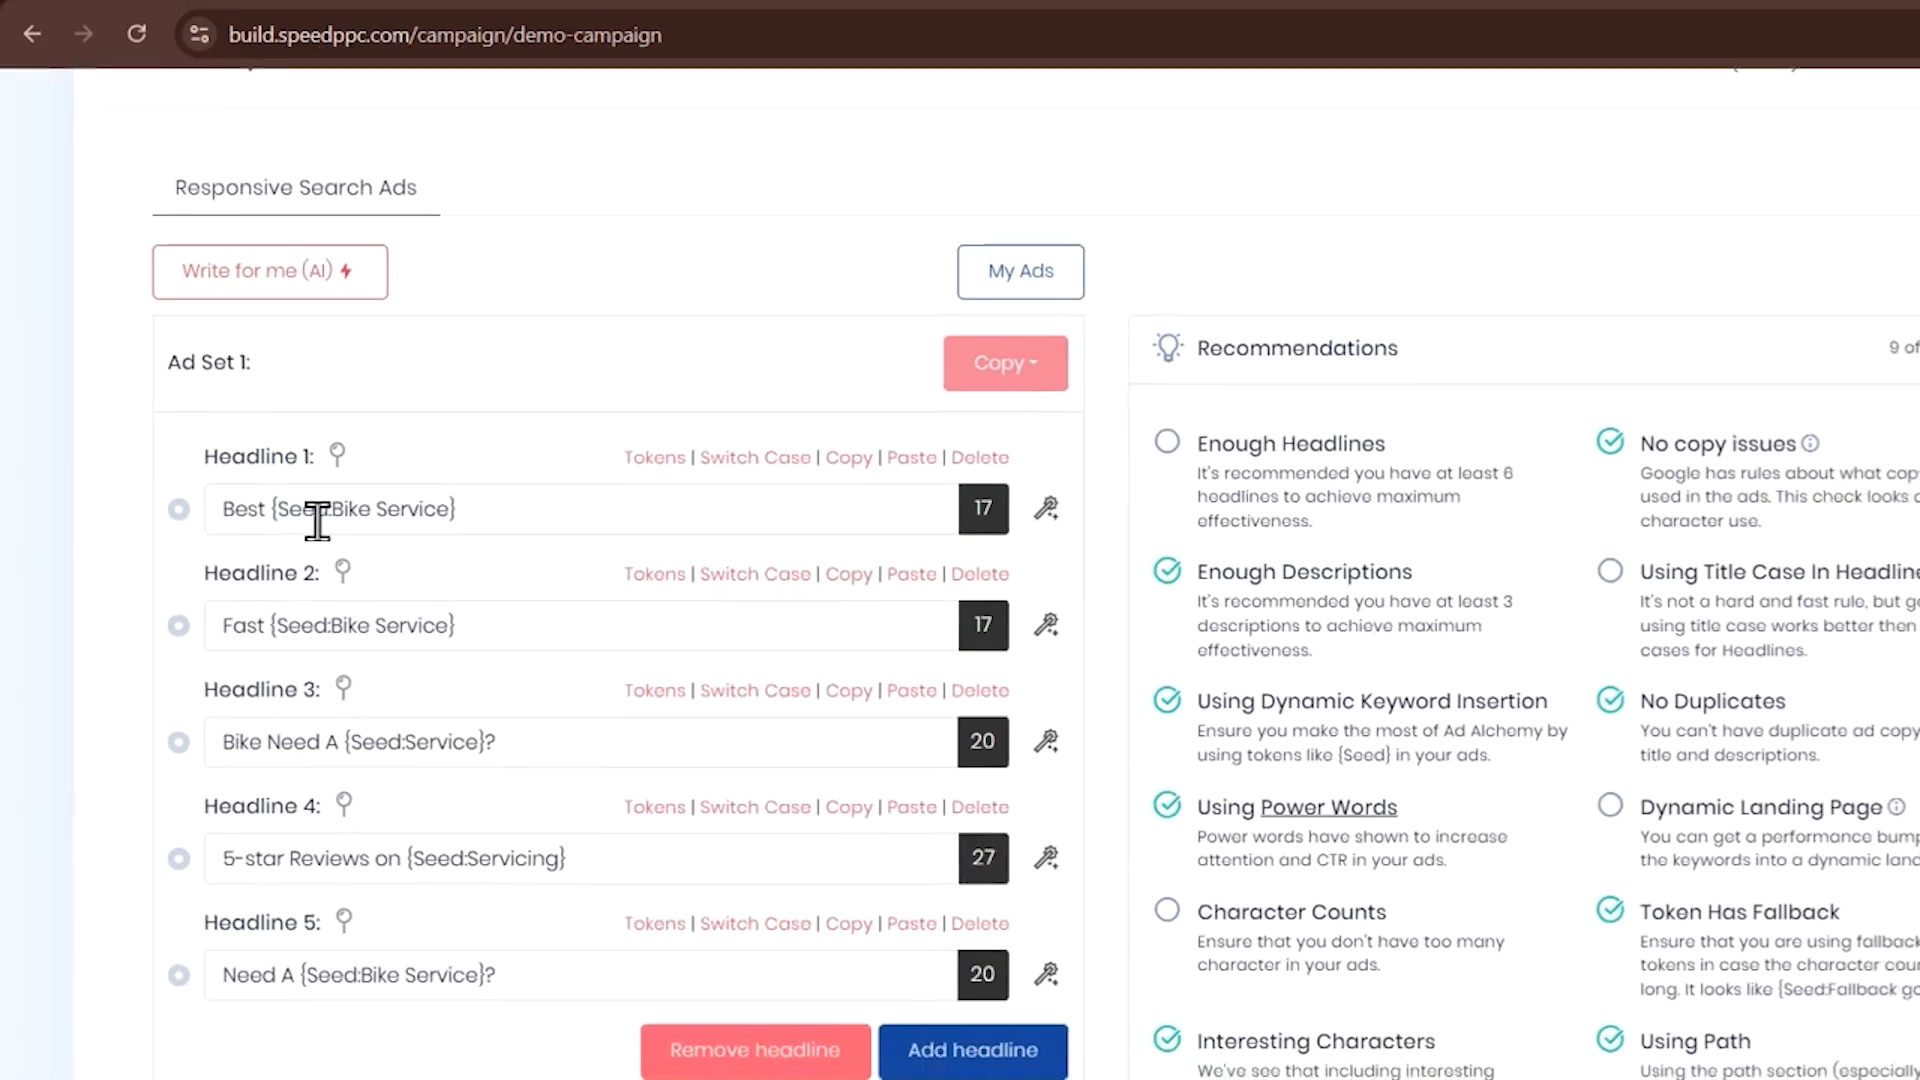 build.speedppc.com/campaign/demo-campaign
Responsive Search Ads
Write for me (AI)
My Ads
Ad Set 1:
Copy
Headline 1:
Tokens | Switch Case | Copy | Paste | Delete
Best {Seed:Bike Service}
17
Headline 2:
Tokens | Switch Case | Copy | Paste | Delete
Fast {Seed:Bike Service}
17
Headline 3:
Tokens | Switch Case | Copy | Paste | Delete
Bike Need A {Seed:Service}?
20
Headline 4:
Tokens | Switch Case | Copy | Paste | Delete
5-star Reviews on {Seed:Servicing}
27
Headline 5:
Tokens | Switch Case | Copy | Paste | Delete
Need A {Seed:Bike Service}?
20
Remove headline
Add headline
Recommendations
9 of
Enough Headlines
It's recommended you have at least 6
headlines to achieve maximum
effectiveness.
Enough Descriptions
It's recommended you have at least 3
descriptions to achieve maximum
effectiveness.
Using Dynamic Keyword Insertion
Ensure you make the most of Ad Alchemy by
using tokens like {Seed} in your ads.
Using Power Words
Power words have shown to increase
attention and CTR in your ads.
Character Counts
Ensure that you don't have too many
character in your ads.
Interesting Characters
We've see that including interesting
No copy issues
Google has rules about what cop
used in the ads. This check looks
character use.
Using Title Case In Headline
It's not a hard and fast rule, but
using title case works better then
cases for Headlines.
No Duplicates
You can't have duplicate ad copy
title and descriptions.
Dynamic Landing Page
You can get a performance bump
the keywords into a dynamic land
Token Has Fallback
Ensure that you are using fallback
tokens in case the character cou
long. It looks like {Seed:Fallback go
Using Path
Using the path section (especially